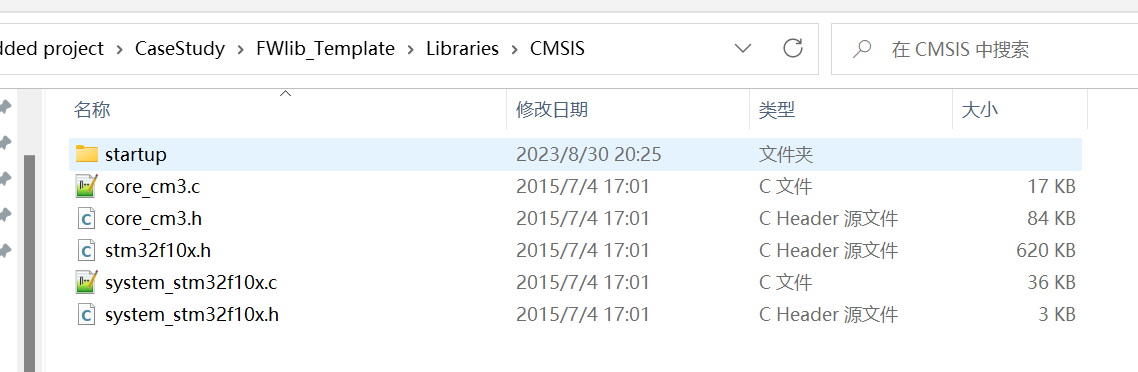 dded project › CaseStudy › FWlib_Template › Libraries › CMSIS
在 CMSIS 中搜索
名称 修改日期 类型 大小
startup 2023/8/30 20:25 文件夹
core_cm3.c 2015/7/4 17:01 C 文件 17 KB
core_cm3.h 2015/7/4 17:01 C Header 源文件 84 KB
stm32f10x.h 2015/7/4 17:01 C Header 源文件 620 KB
system_stm32f10x.c 2015/7/4 17:01 C 文件 36 KB
system_stm32f10x.h 2015/7/4 17:01 C Header 源文件 3 KB